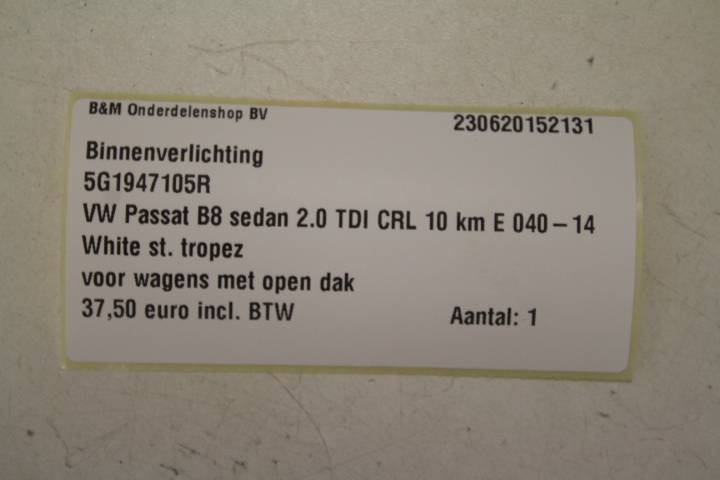 B&M Onderdelenshop BV
230620152131
Binnenverlichting
5G1947105R
VW Passat B8 sedan 2.0 TDI CRL 10 km E 040-14
White st. tropez
voor wagens met open dak
37,50 euro incl. BTW
Aantal: 1